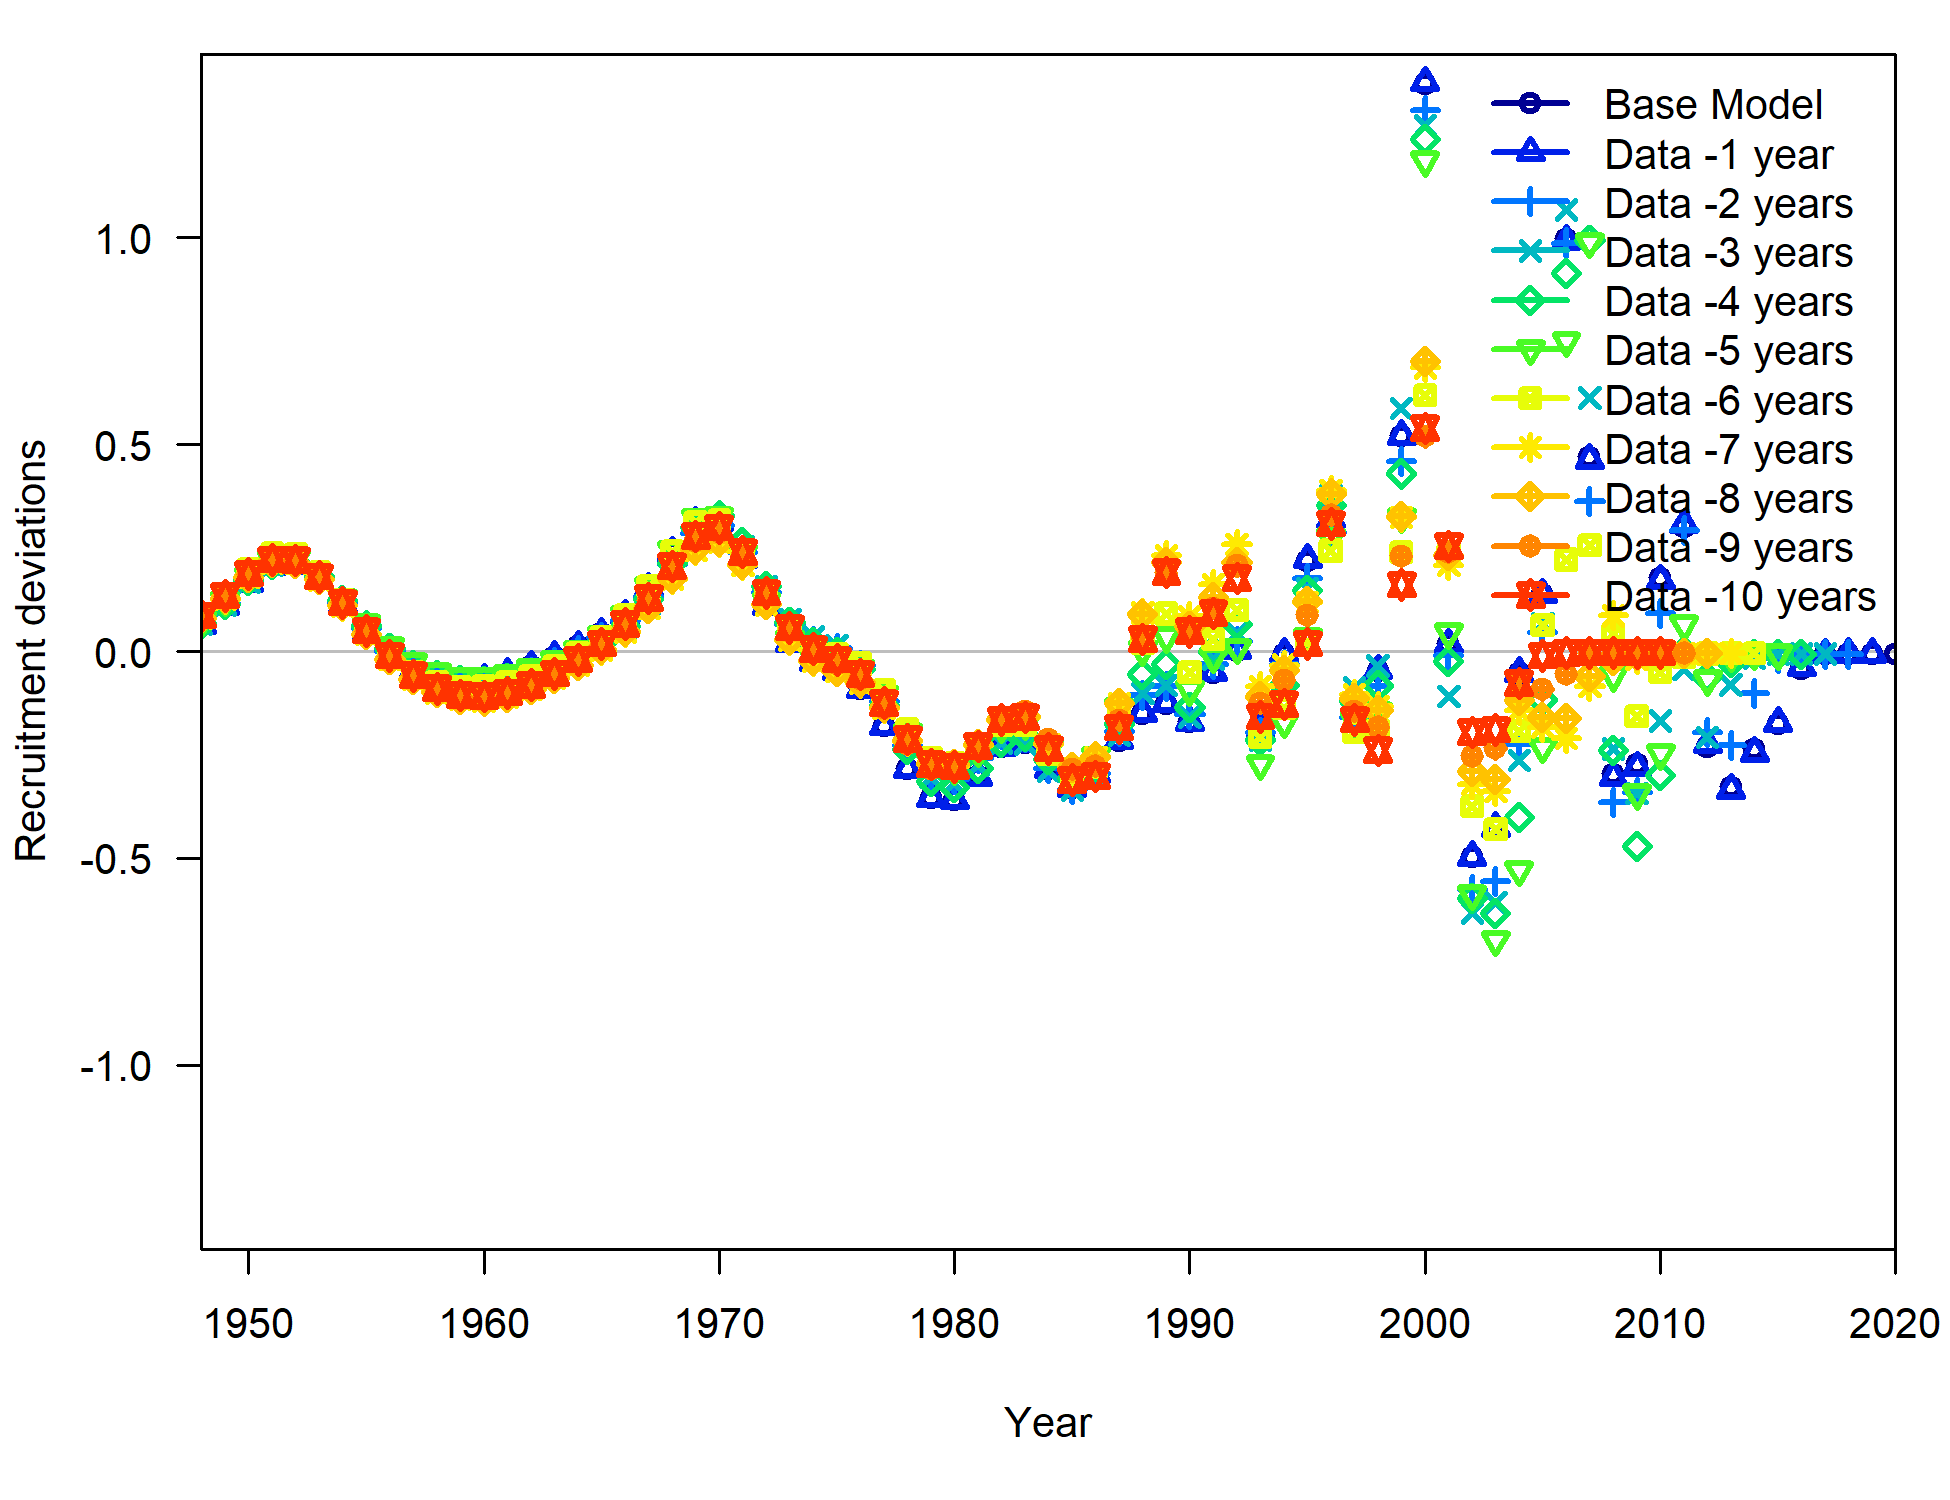 Base Model
Data -1 year
Data -2 years
Data -3 years
Data -4 years
Data -5 years
Data -6 years
Data -7 years
Data -8 years
Data -9 years
Data -10 years
1.0
0.5
0.0
-0.5
-1.0
Recruitment deviations
1950 1960 1970 1980 1990 2000 2010 2020
Year